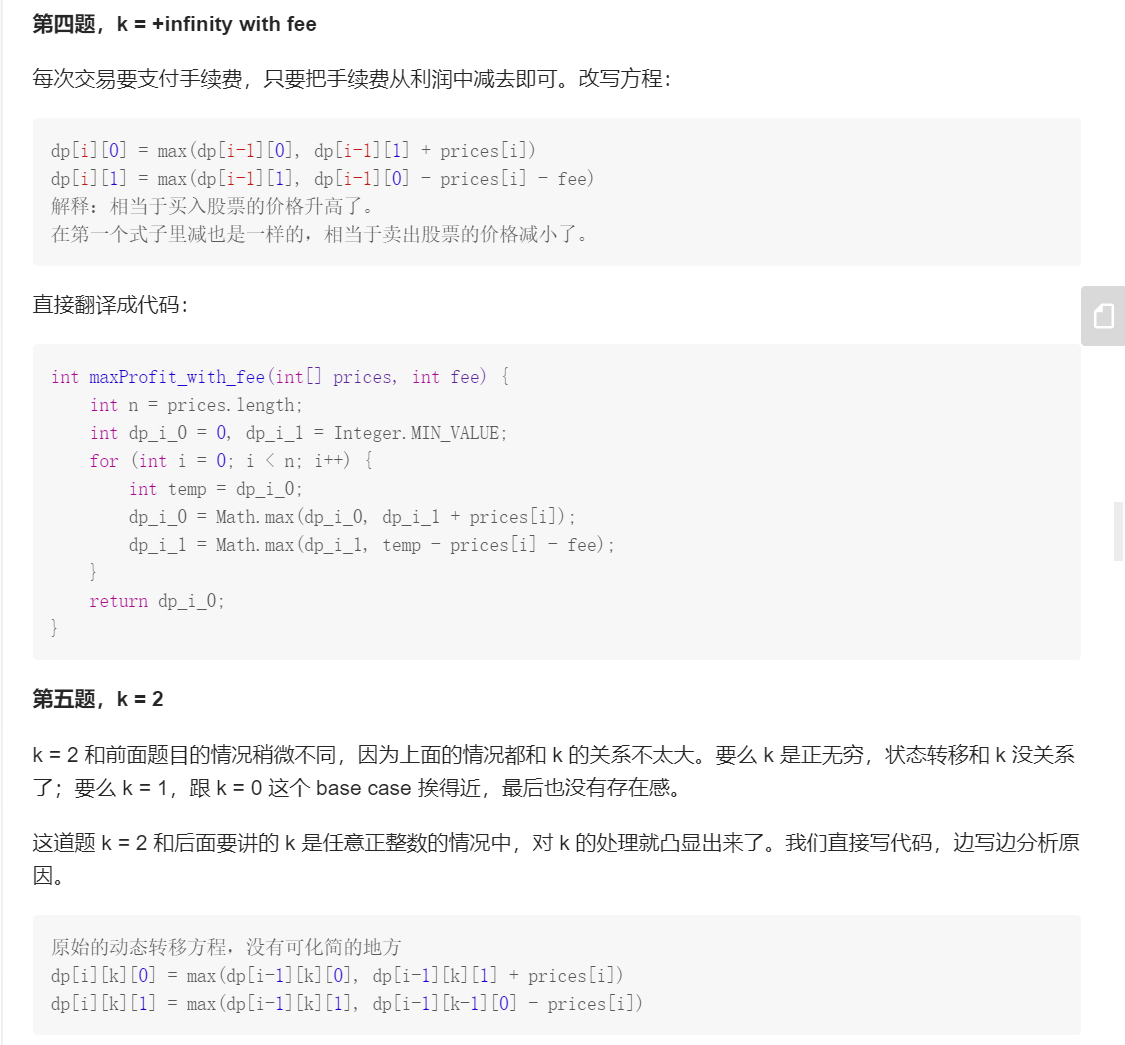 第四题，k = +infinity with fee
每次交易要支付手续费，只要把手续费从利润中减去即可。改写方程：
dp[i][0] = max(dp[i-1][0], dp[i-1][1] + prices[i])
dp[i][1] = max(dp[i-1][1], dp[i-1][0] - prices[i] - fee)
解释：相当于买入股票的价格升高了。
在第一个式子里减也是一样的，相当于卖出股票的价格减小了。
直接翻译成代码：
int maxProfit_with_fee(int[] prices, int fee) {
    int n = prices.length;
    int dp_i_0 = 0, dp_i_1 = Integer.MIN_VALUE;
    for (int i = 0; i < n; i++) {
        int temp = dp_i_0;
        dp_i_0 = Math.max(dp_i_0, dp_i_1 + prices[i]);
        dp_i_1 = Math.max(dp_i_1, temp - prices[i] - fee);
    }
    return dp_i_0;
}
第五题，k = 2
k = 2 和前面题目的情况稍微不同，因为上面的情况都和 k 的关系不太大。要么 k 是正无穷，状态转移和 k 没关系
了；要么 k = 1，跟 k = 0 这个 base case 挨得近，最后也没有存在感。
这道题 k = 2 和后面要讲的 k 是任意正整数的情况中，对 k 的处理就凸显出来了。我们直接写代码，边写边分析原
因。
原始的动态转移方程，没有可化简的地方
dp[i][k][0] = max(dp[i-1][k][0], dp[i-1][k][1] + prices[i])
dp[i][k][1] = max(dp[i-1][k][1], dp[i-1][k-1][0] - prices[i])